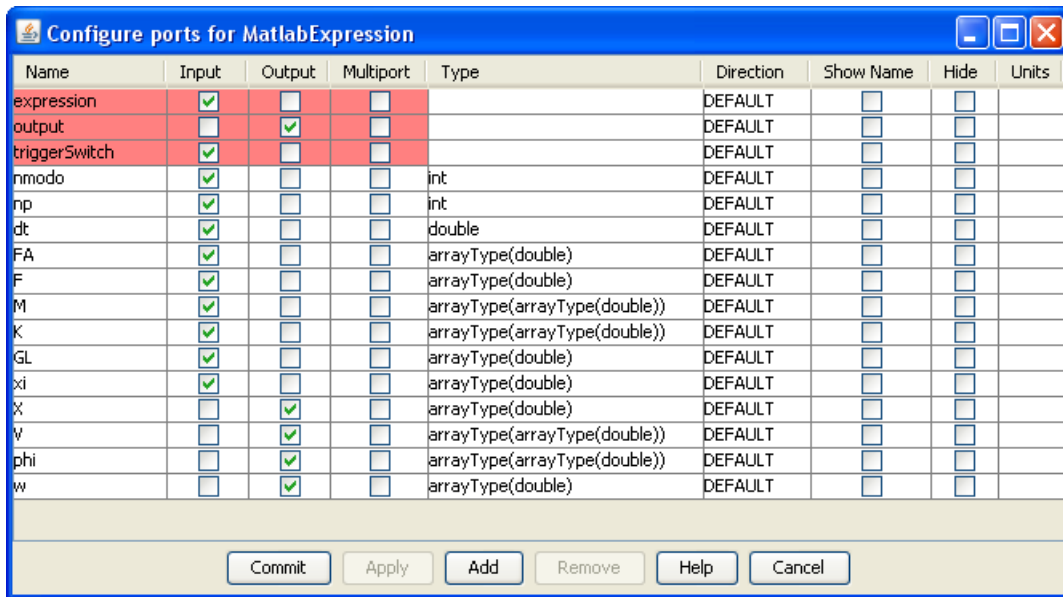 Configure ports for MatlabExpression
Name Input Output Multiport Type Direction Show Name Hide Units
expression DEFAULT
output DEFAULT
triggerSwitch DEFAULT
nmodo int DEFAULT
np int DEFAULT
dt double DEFAULT
FA arrayType(double) DEFAULT
F arrayType(double) DEFAULT
M arrayType(arrayType(double)) DEFAULT
K arrayType(arrayType(double)) DEFAULT
GL arrayType(double) DEFAULT
xi arrayType(double) DEFAULT
X arrayType(double) DEFAULT
V arrayType(arrayType(double)) DEFAULT
phi arrayType(arrayType(double)) DEFAULT
w arrayType(double) DEFAULT
Commit Apply Add Remove Help Cancel